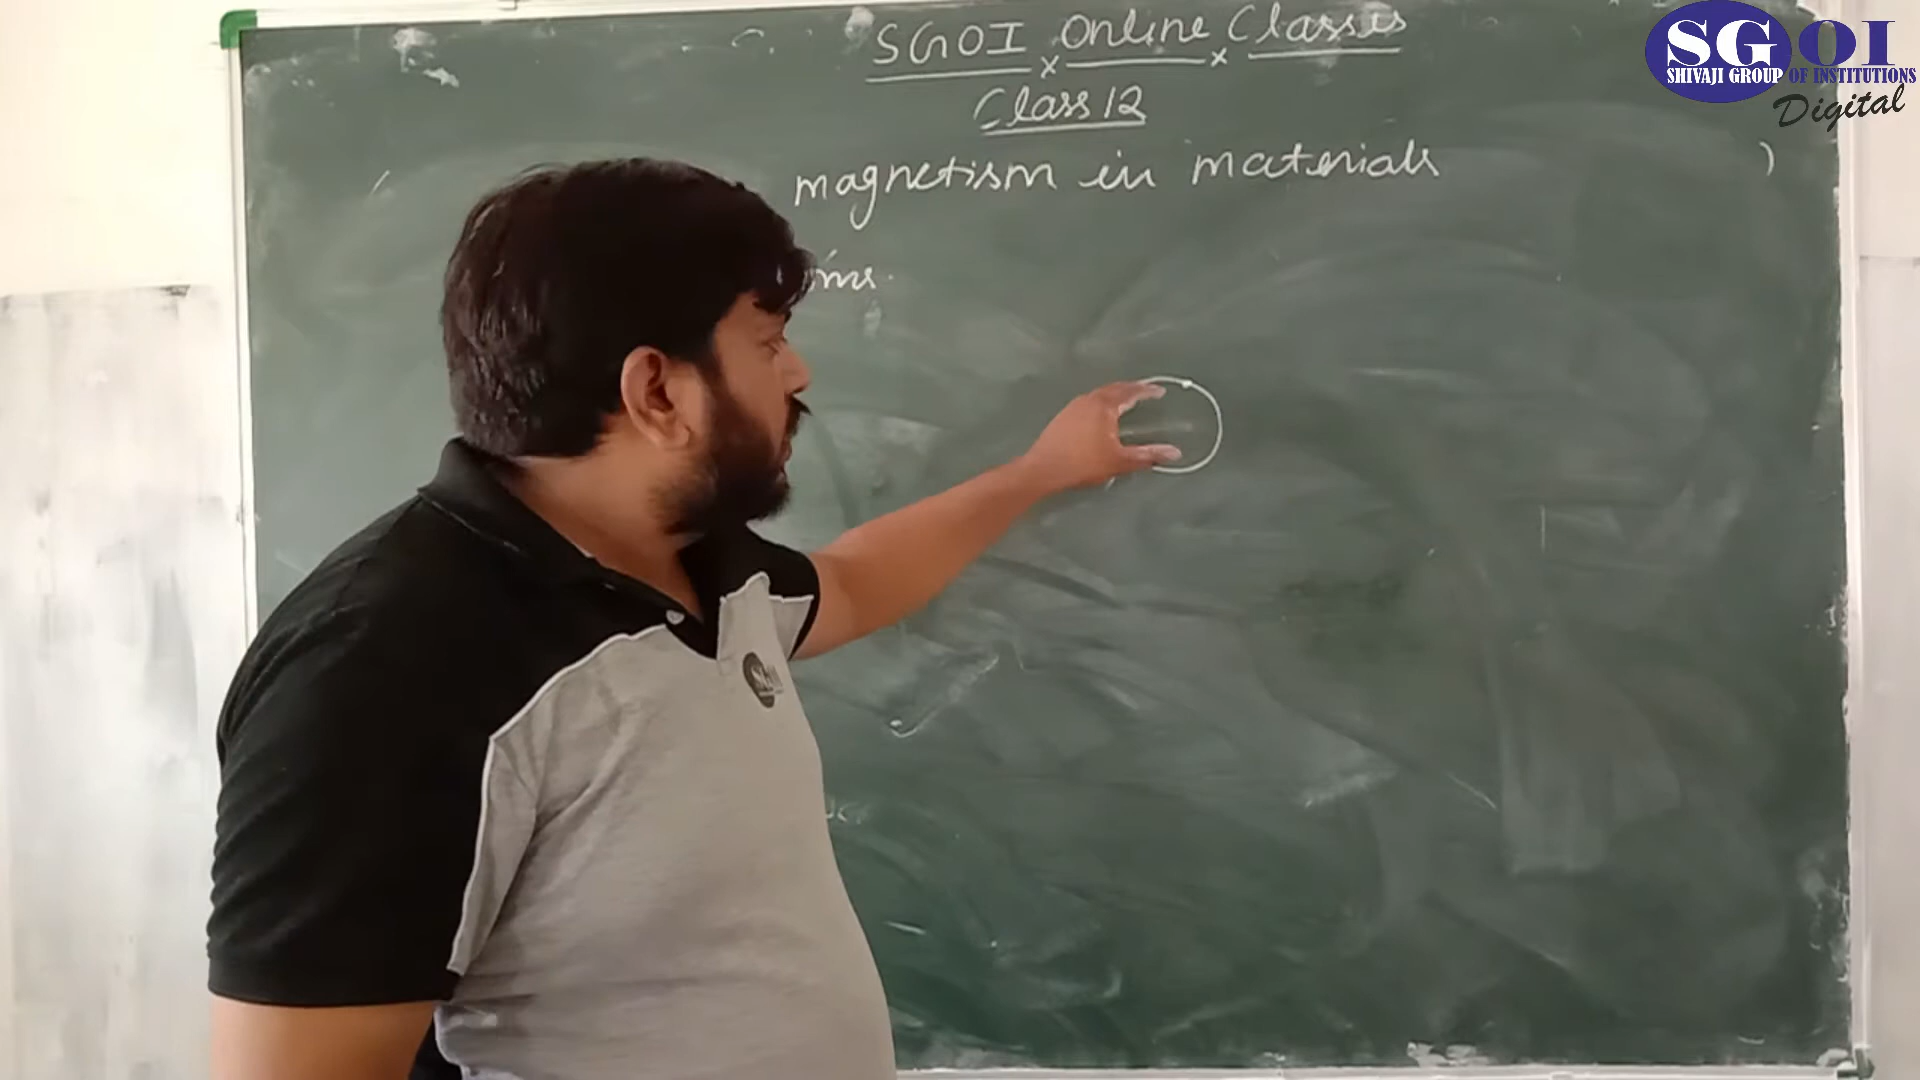 SGOI
SHIVAJI GROUP OF INSTITUTIONS
Digital
SGOI x Online x Classes
Class 12
magnetism in materials